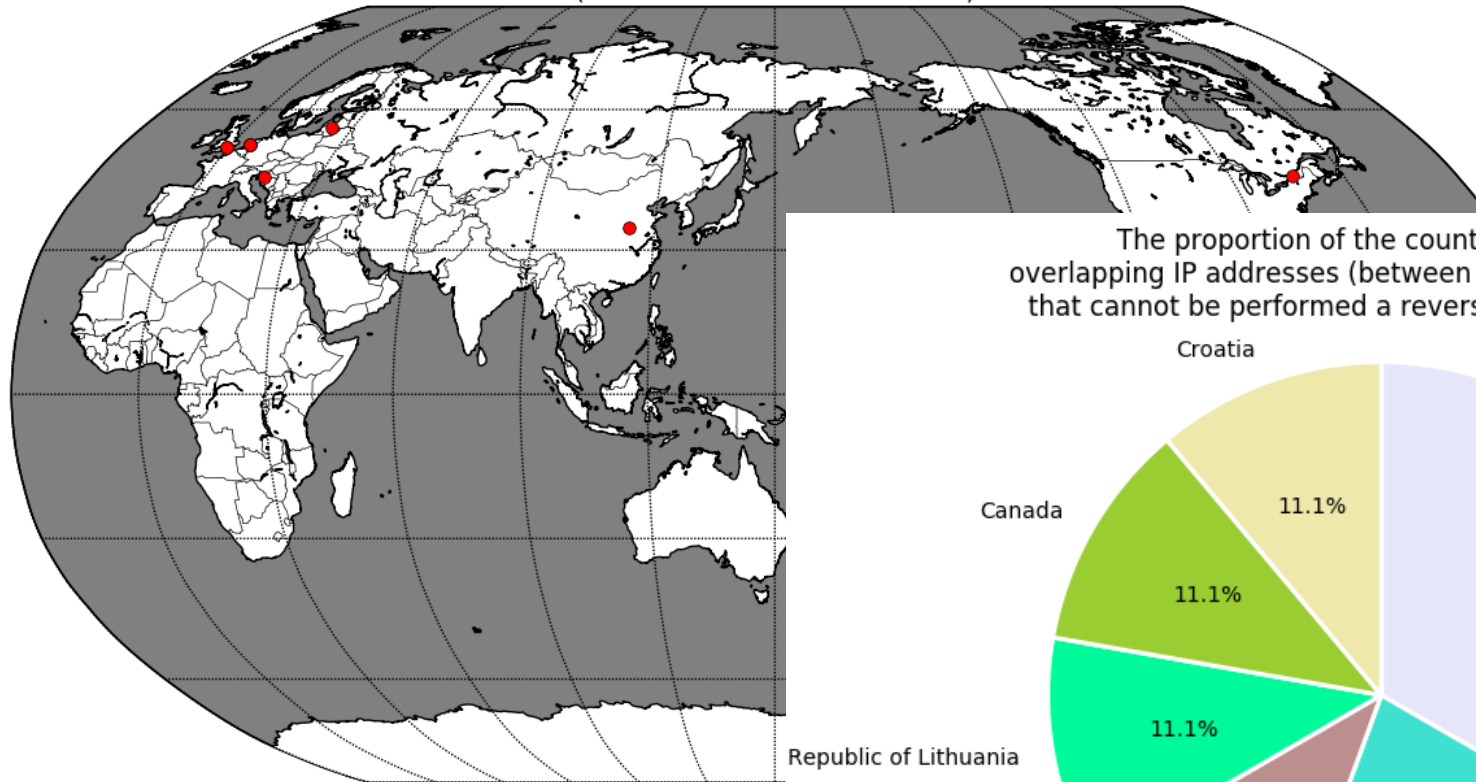 The proportion of the count
overlapping IP addresses (between
that cannot be performed a revers
Croatia
11.1%
Canada
11.1%
11.1%
Republic of Lithuania